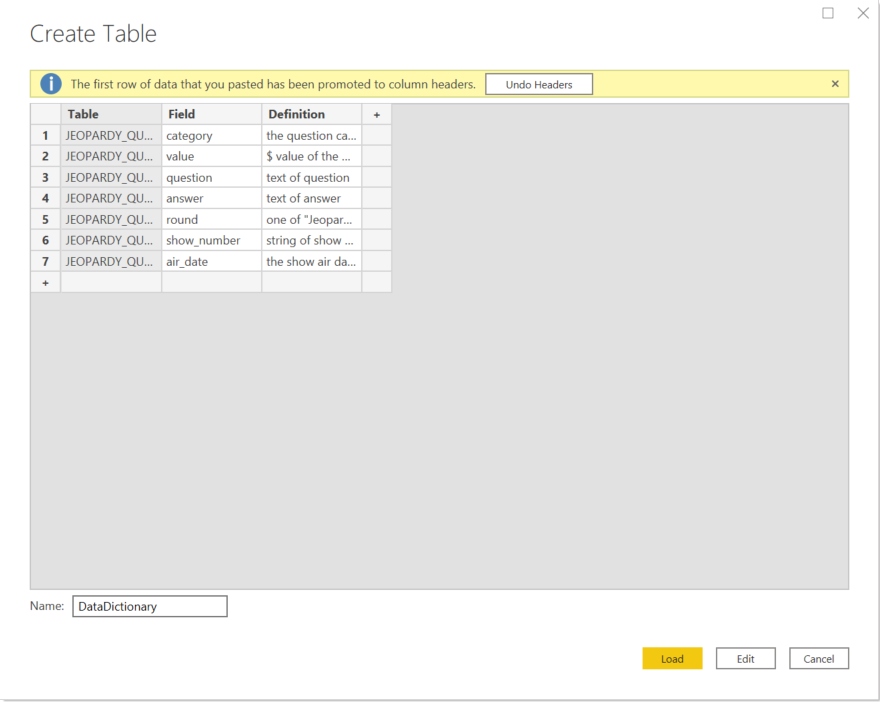 Create Table
The first row of data that you pasted has been promoted to column headers. Undo Headers
Table Field Definition +
1 JEOPARDY_QU... category the question ca...
2 JEOPARDY_QU... value $ value of the ...
3 JEOPARDY_QU... question text of question
4 JEOPARDY_QU... answer text of answer
5 JEOPARDY_QU... round one of "Jeopar...
6 JEOPARDY_QU... show_number string of show ...
7 JEOPARDY_QU... air_date the show air da...
+
Name: DataDictionary
Load Edit Cancel